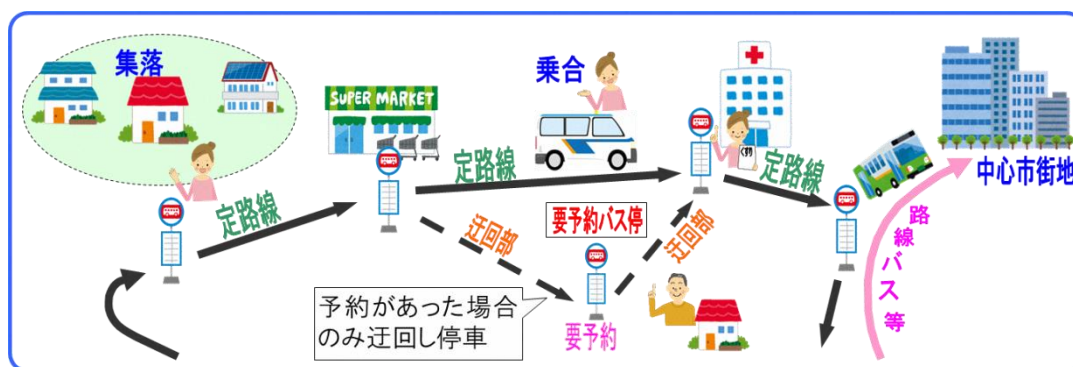 集落
SUPER MARKET
乗合
定路線
定路線
定路線
中心市街地
要予約バス停
迂回部
迂回部
路線バス等
予約があった場合
のみ迂回し停車
要予約